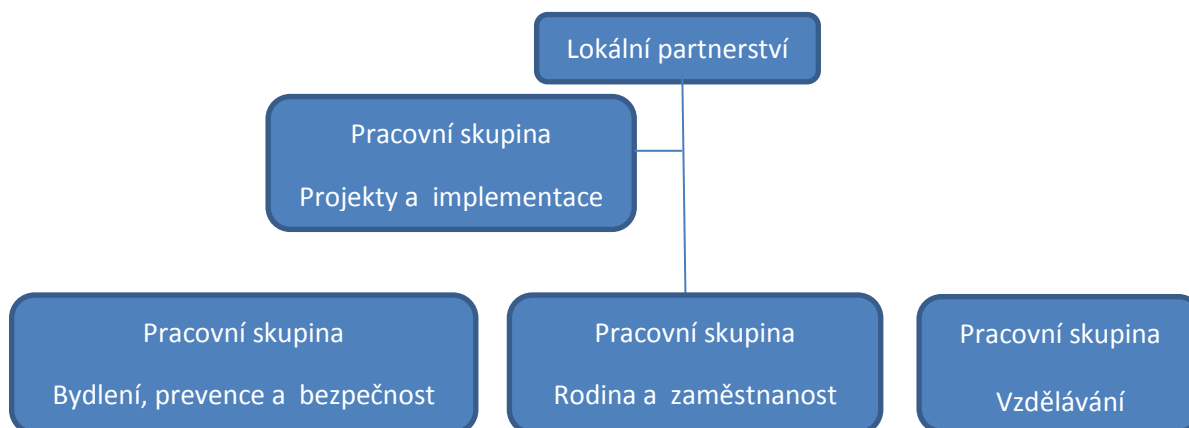 Lokální partnerství
Pracovní skupina
Projekty a  implementace
Pracovní skupina
Bydlení, prevence a  bezpečnost
Pracovní skupina
Rodina a  zaměstnanost
Pracovní skupina
Vzdělávání